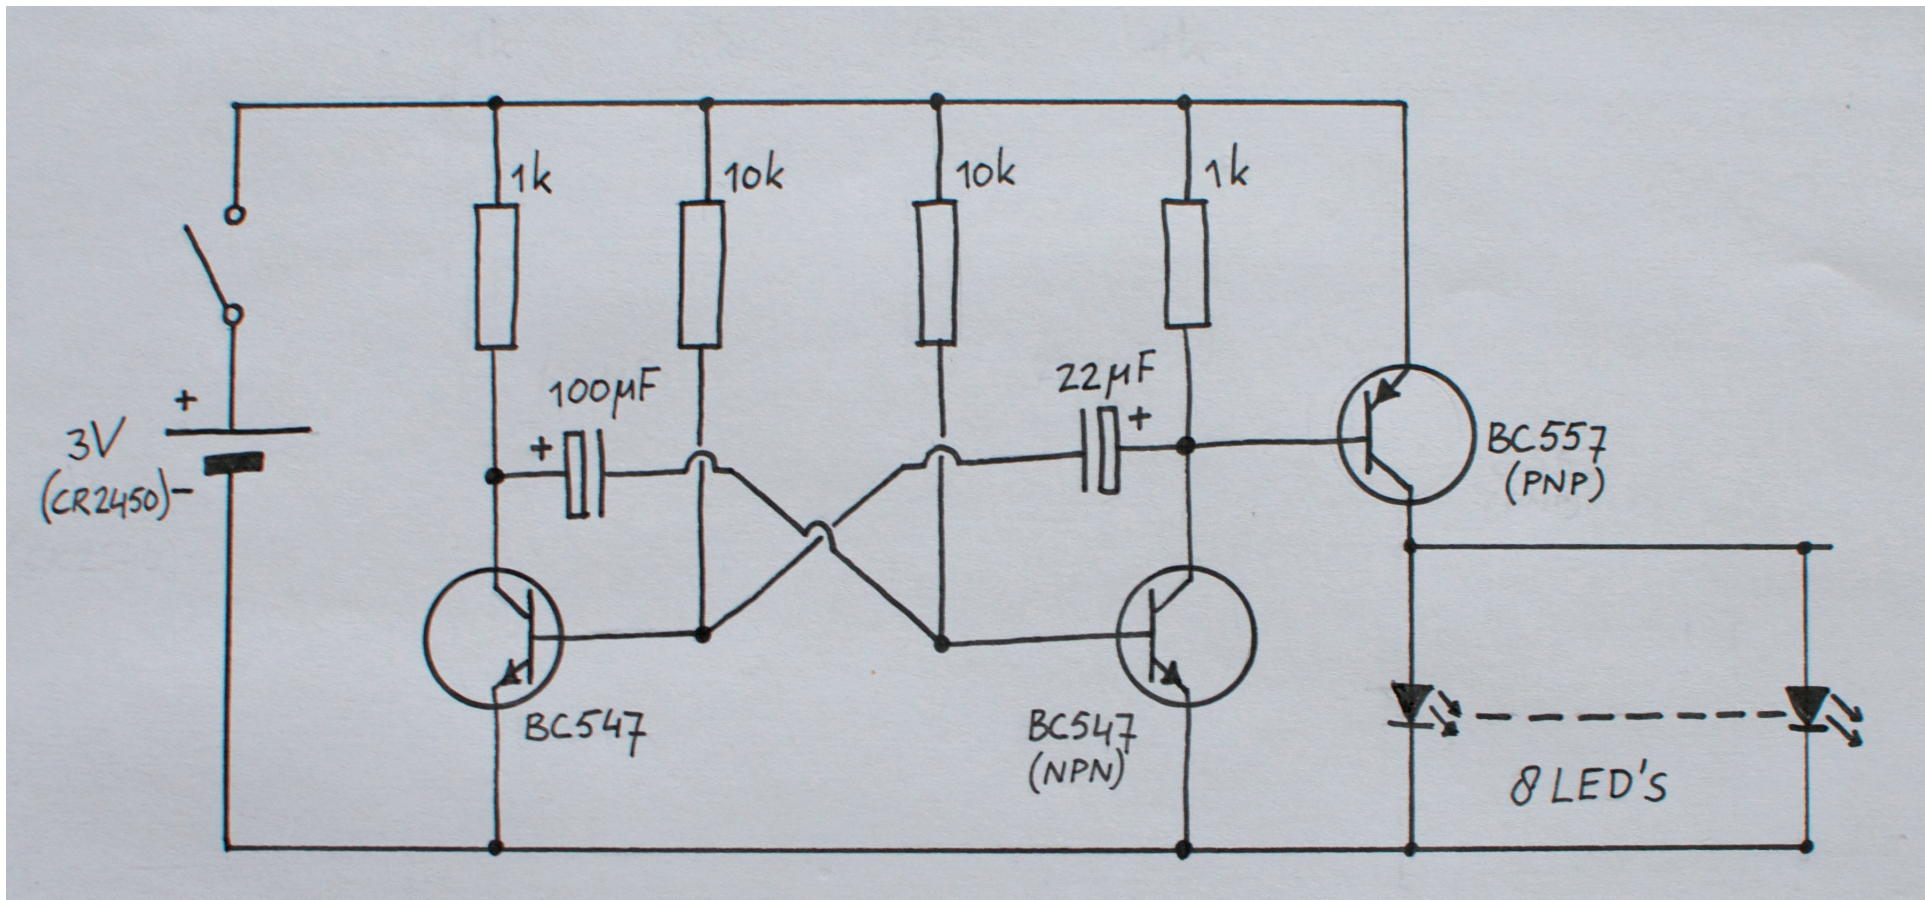 1k
10k
10k
1k
100µF
22µF
+
+
+
3V
(CR2450)
-
BC557
(PNP)
BC547
BC547
(NPN)
8 LED'S